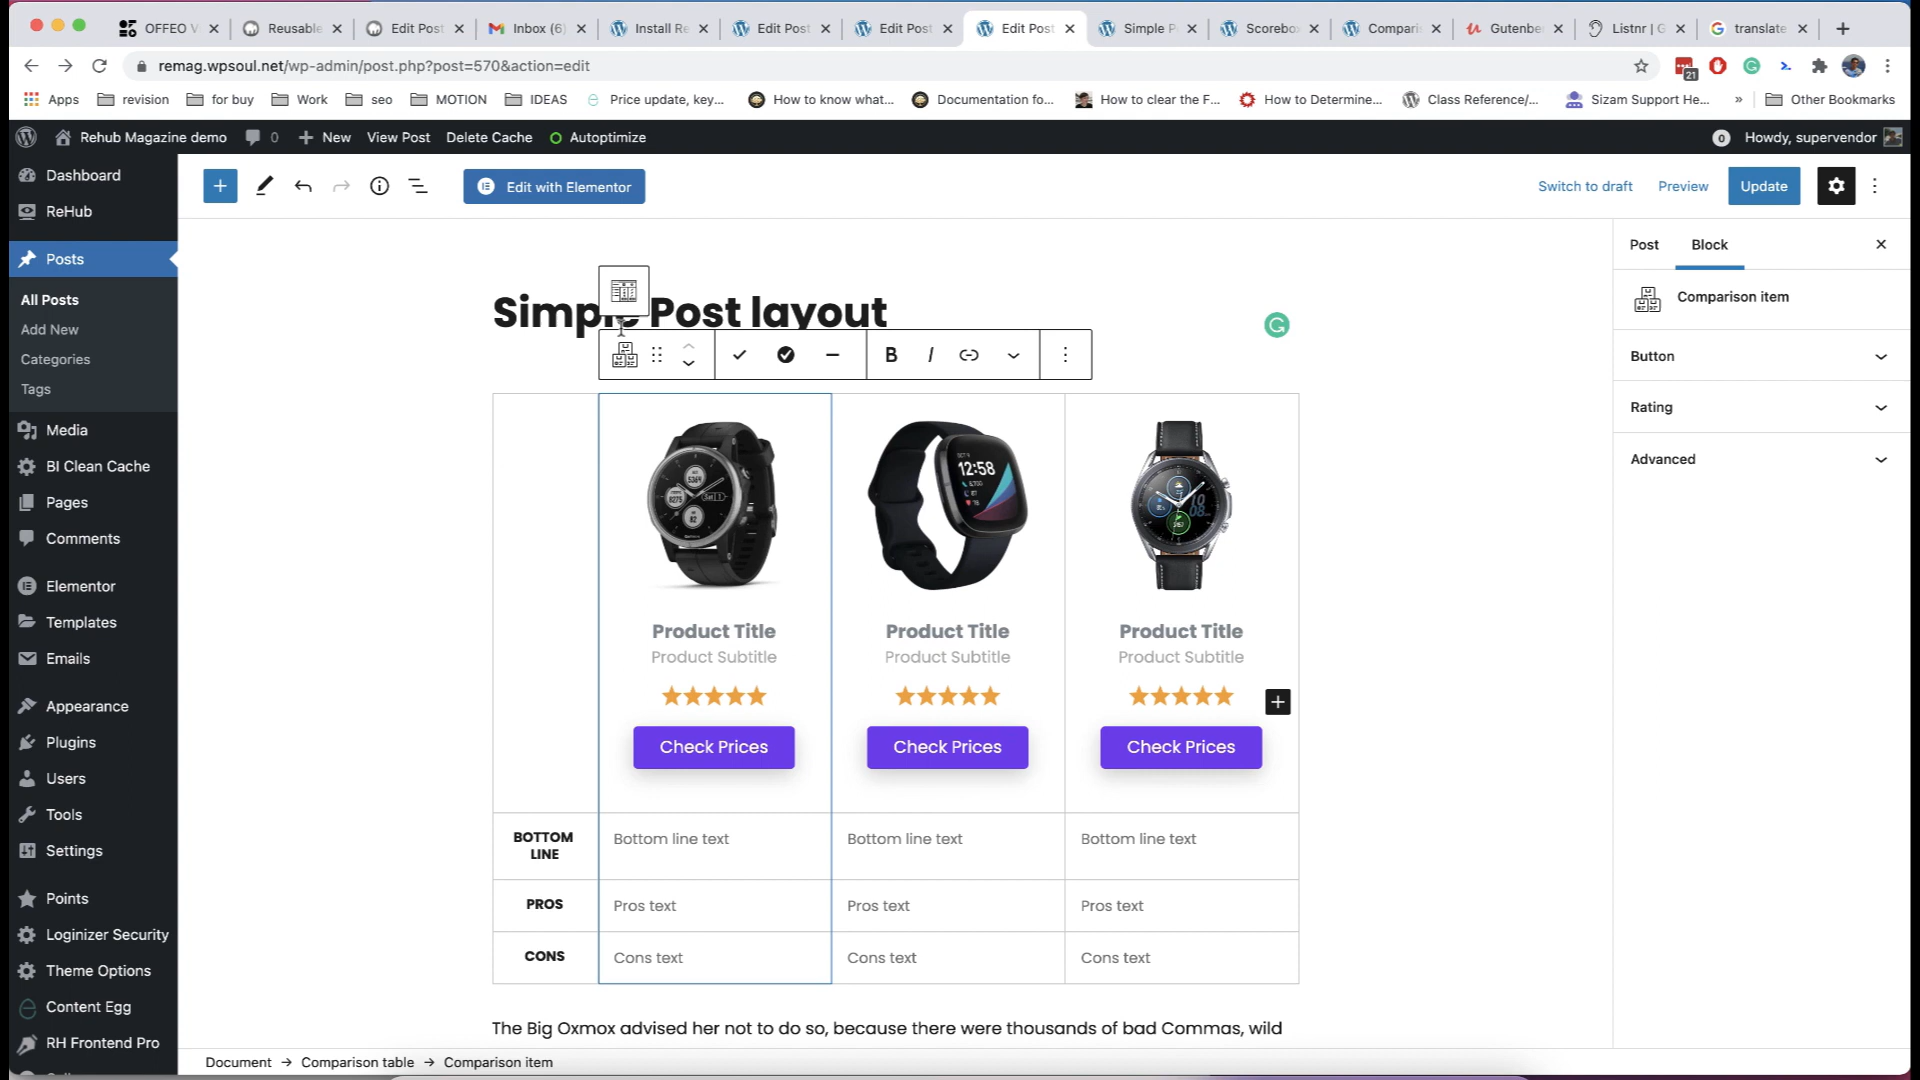 OFFEO V
Reusable
Edit Post
Inbox (6)
Install Re
Edit Post
Edit Post
Edit Post
Simple P
Scorebo
Compari
Gutenbe
Listnr | G
translate
remag.wpsoul.net/wp-admin/post.php?post=570&action=edit
21
Apps
revision
for buy
Work
seo
MOTION
IDEAS
Price update, key...
How to know what...
Documentation fo...
How to clear the F...
How to Determine...
Class Reference/...
Sizam Support He...
»
Other Bookmarks
Rehub Magazine demo
0
New
View Post
Delete Cache
Autoptimize
0
Howdy, supervendor
Dashboard
ReHub
Posts
All Posts
Add New
Categories
Tags
Media
BI Clean Cache
Pages
Comments
Elementor
Templates
Emails
Appearance
Plugins
Users
Tools
Settings
Points
Loginizer Security
Theme Options
Content Egg
RH Frontend Pro
Edit with Elementor
Switch to draft
Preview
Update
Simple Post layout
B
I
12:58
Product Title
Product Title
Product Title
Product Subtitle
Product Subtitle
Product Subtitle
Check Prices
Check Prices
Check Prices
BOTTOM
LINE
Bottom line text
Bottom line text
Bottom line text
PROS
Pros text
Pros text
Pros text
CONS
Cons text
Cons text
Cons text
The Big Oxmox advised her not to do so, because there were thousands of bad Commas, wild
Document → Comparison table → Comparison item
Post
Block
Comparison item
Button
Rating
Advanced